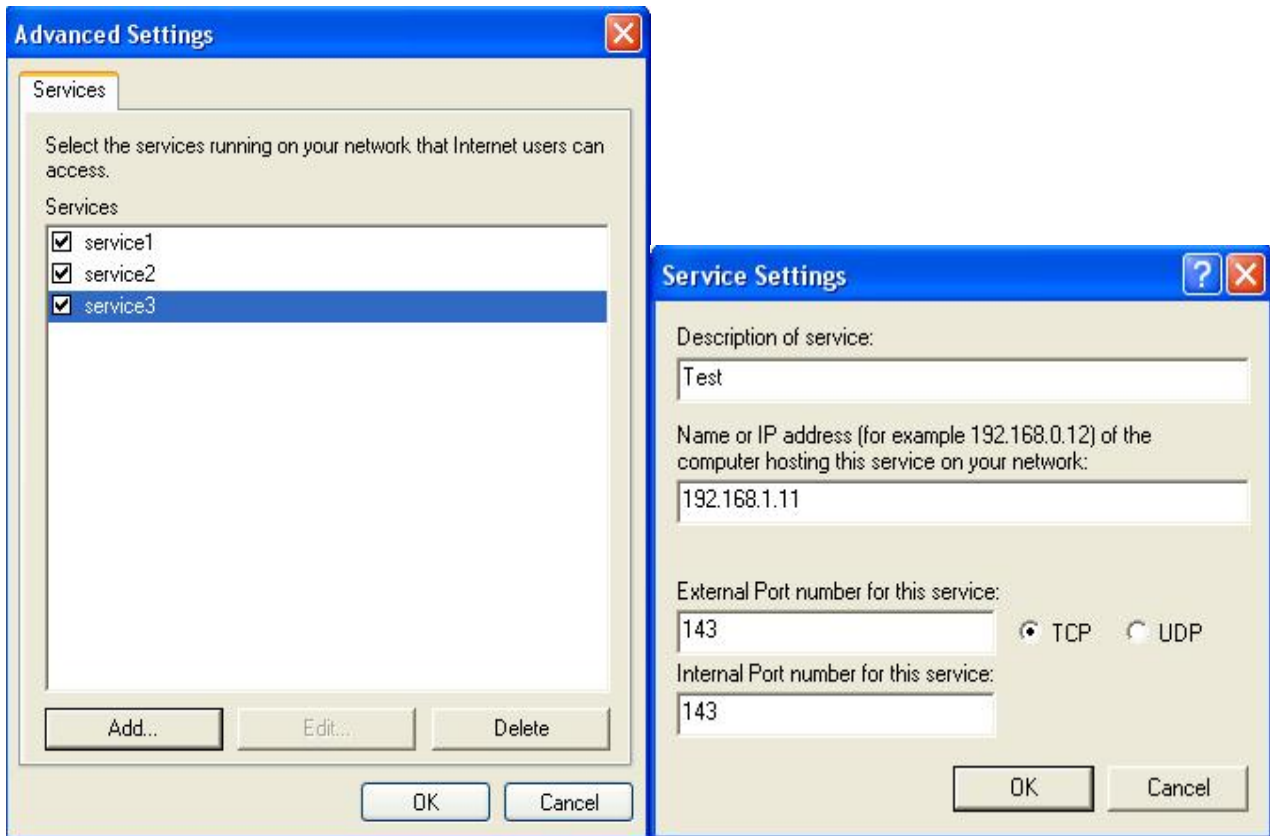 Advanced Settings
Services
Select the services running on your network that Internet users can
access.
Services
service1
service2
service3
Add...
Edit...
Delete
OK
Cancel
Service Settings
?
Description of service:
Test
Name or IP address (for example 192.168.0.12) of the
computer hosting this service on your network:
192.168.1.11
External Port number for this service:
143
TCP
UDP
Internal Port number for this service:
143
OK
Cancel